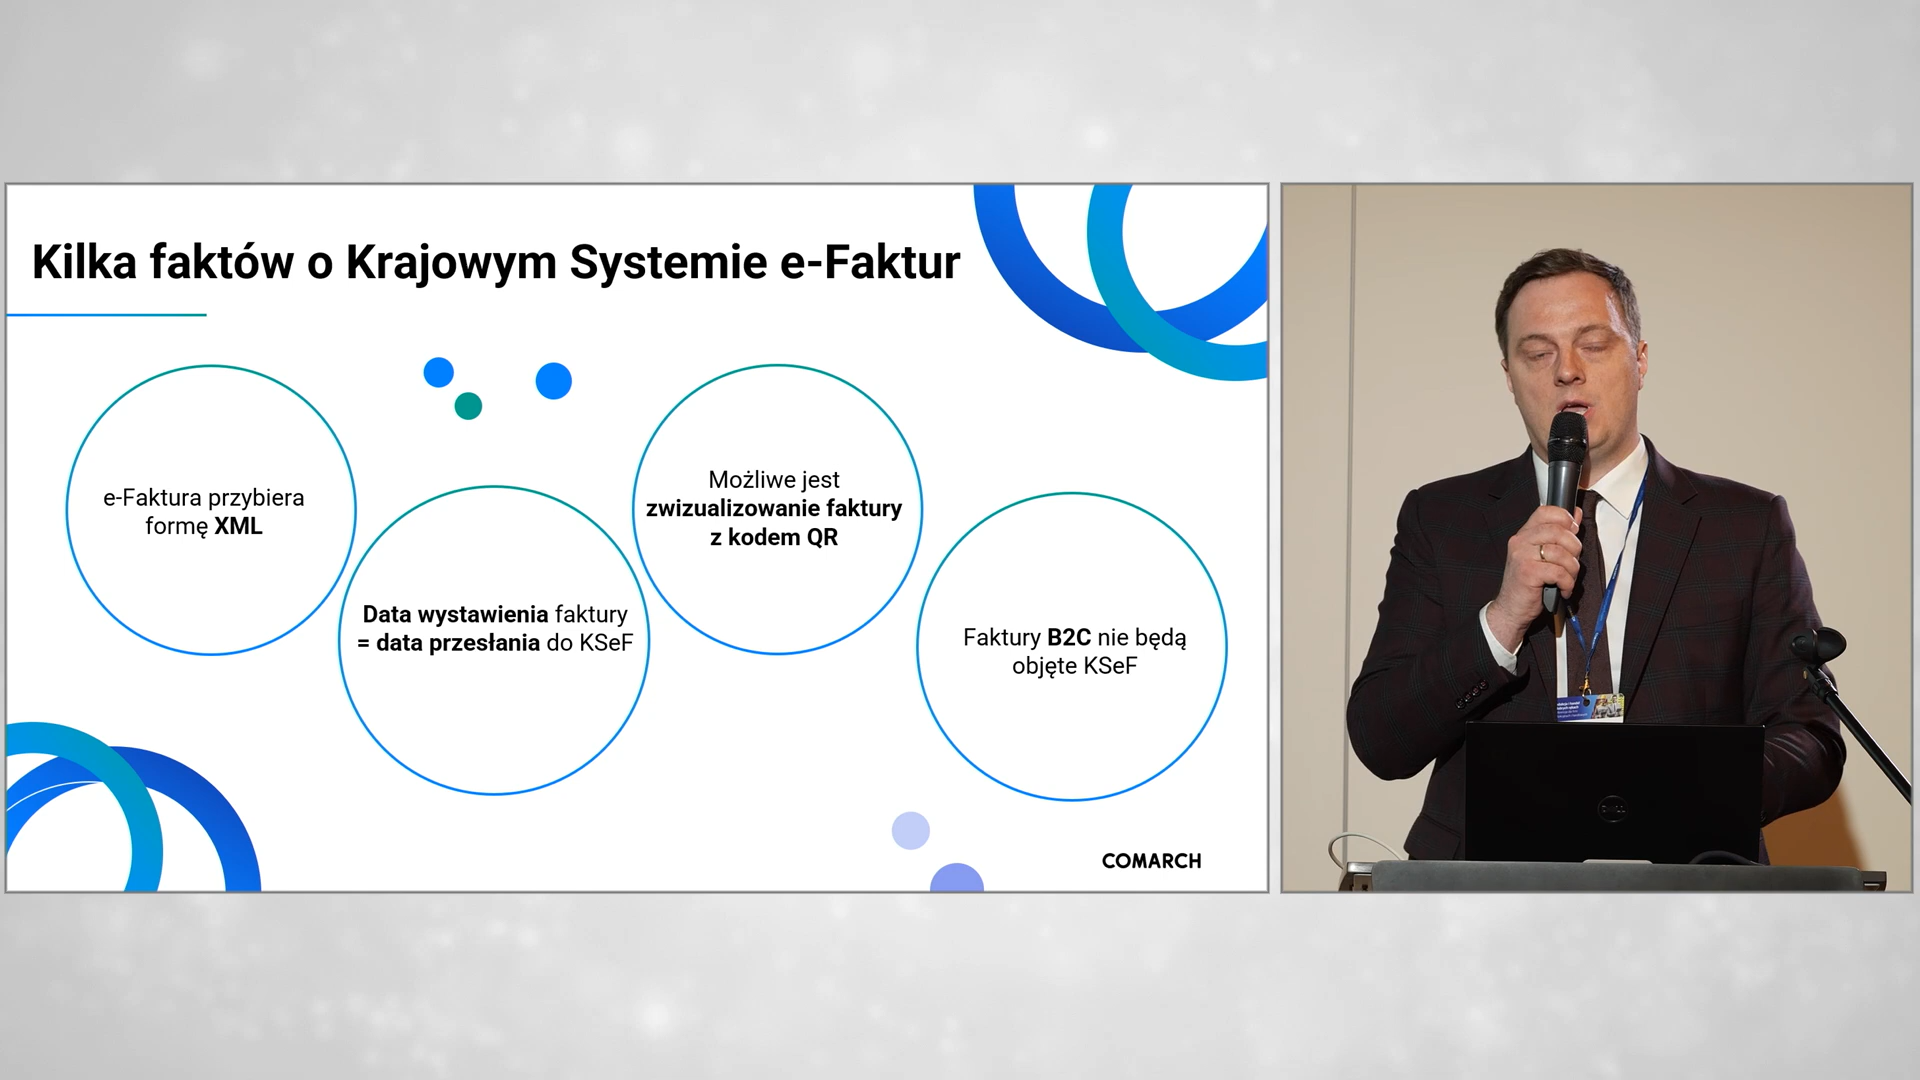 Kilka faktów o Krajowym Systemie e-Faktur
e-Faktura przybiera
formę XML
Data wystawienia faktury
= data przesłania do KSeF
Możliwe jest
zwizualizowanie faktury
z kodem QR
Faktury B2C nie będą
objęte KSeF
COMARCH
DELL